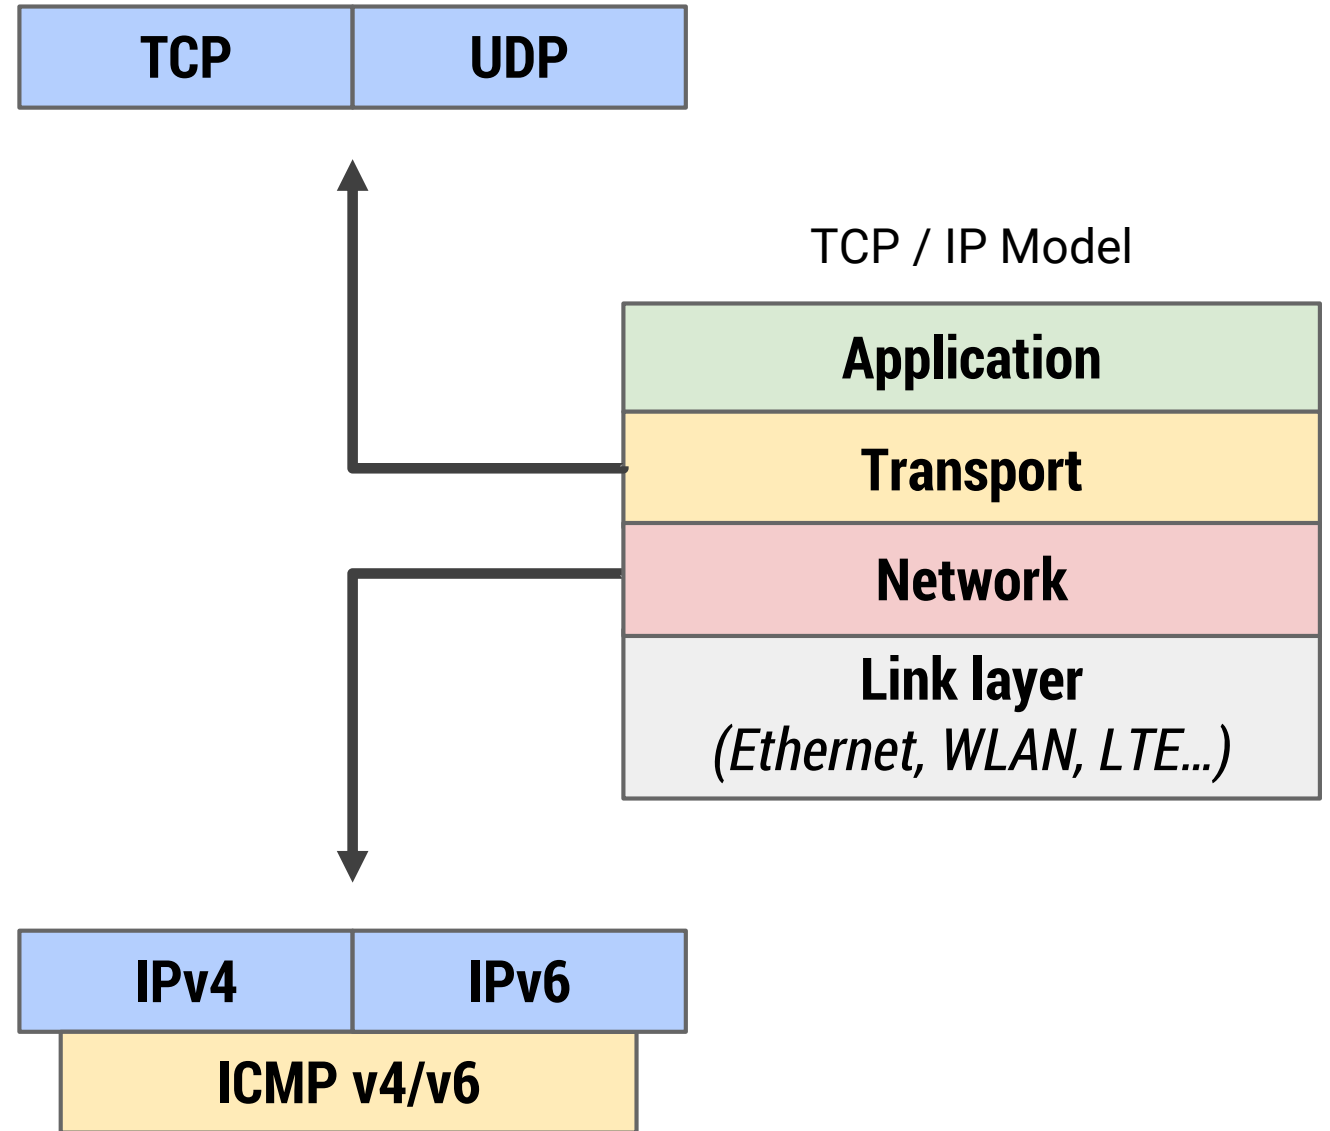 TCP
UDP
TCP / IP Model
Application
Transport
Network
Link layer
(Ethernet, WLAN, LTE…)
IPv4
IPv6
ICMP v4/v6